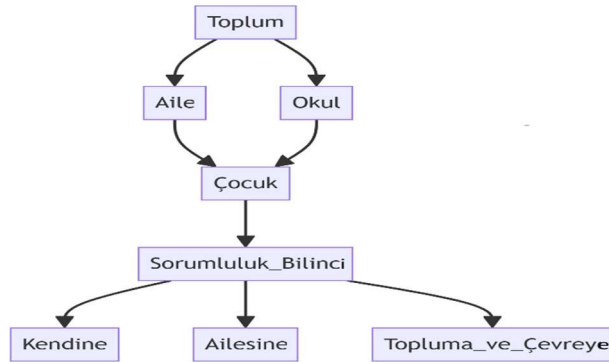 Toplum
Aile
Okul
Çocuk
Sorumluluk_Bilinci
Kendine
Ailesine
Topluma_ve_Çevreye